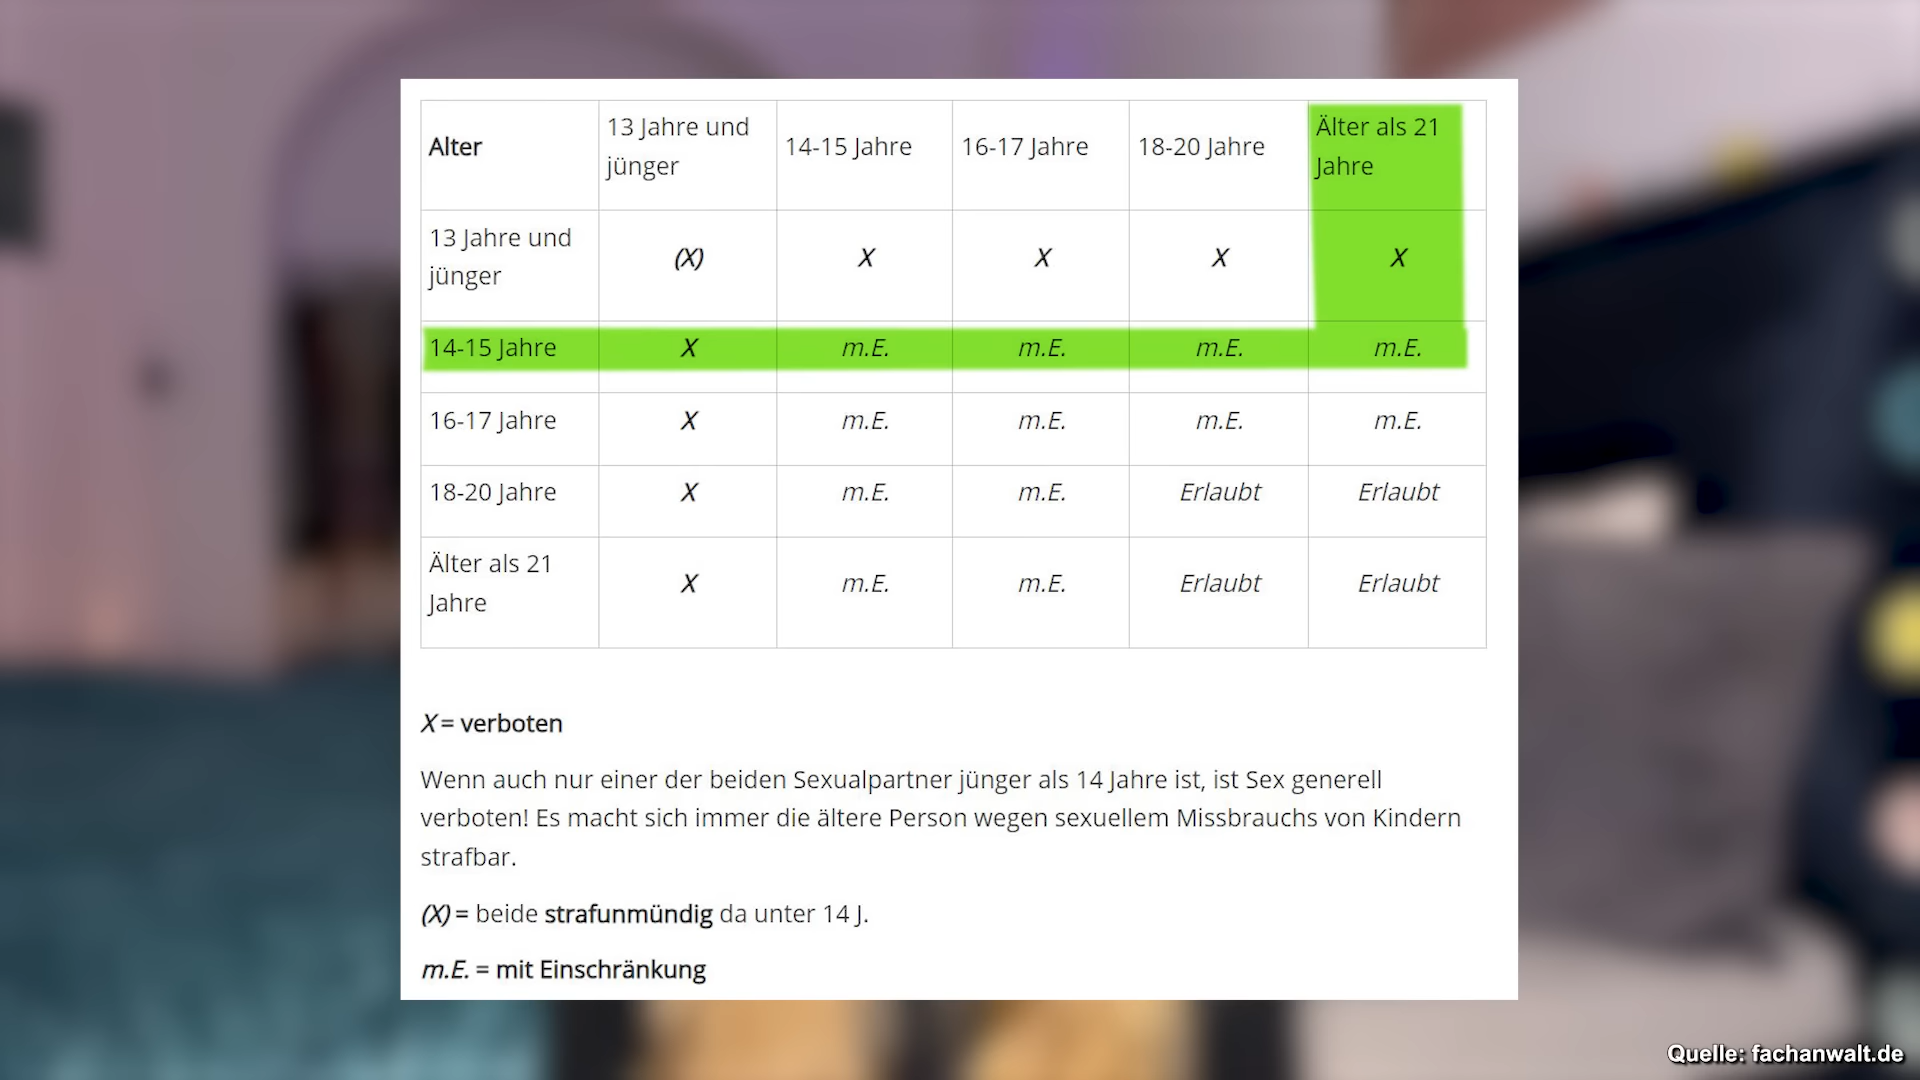 Alter 13 Jahre und jünger 14-15 Jahre 16-17 Jahre 18-20 Jahre Älter als 21 Jahre
13 Jahre und jünger (X) X X X X
14-15 Jahre X m.E. m.E. m.E. m.E.
16-17 Jahre X m.E. m.E. m.E. m.E.
18-20 Jahre X m.E. m.E. Erlaubt Erlaubt
Älter als 21 Jahre X m.E. m.E. Erlaubt Erlaubt
X = verboten
Wenn auch nur einer der beiden Sexualpartner jünger als 14 Jahre ist, ist Sex generell
verboten! Es macht sich immer die ältere Person wegen sexuellem Missbrauchs von Kindern
strafbar.
(X) = beide strafunmündig da unter 14 J.
m.E. = mit Einschränkung
Quelle: fachanwalt.de